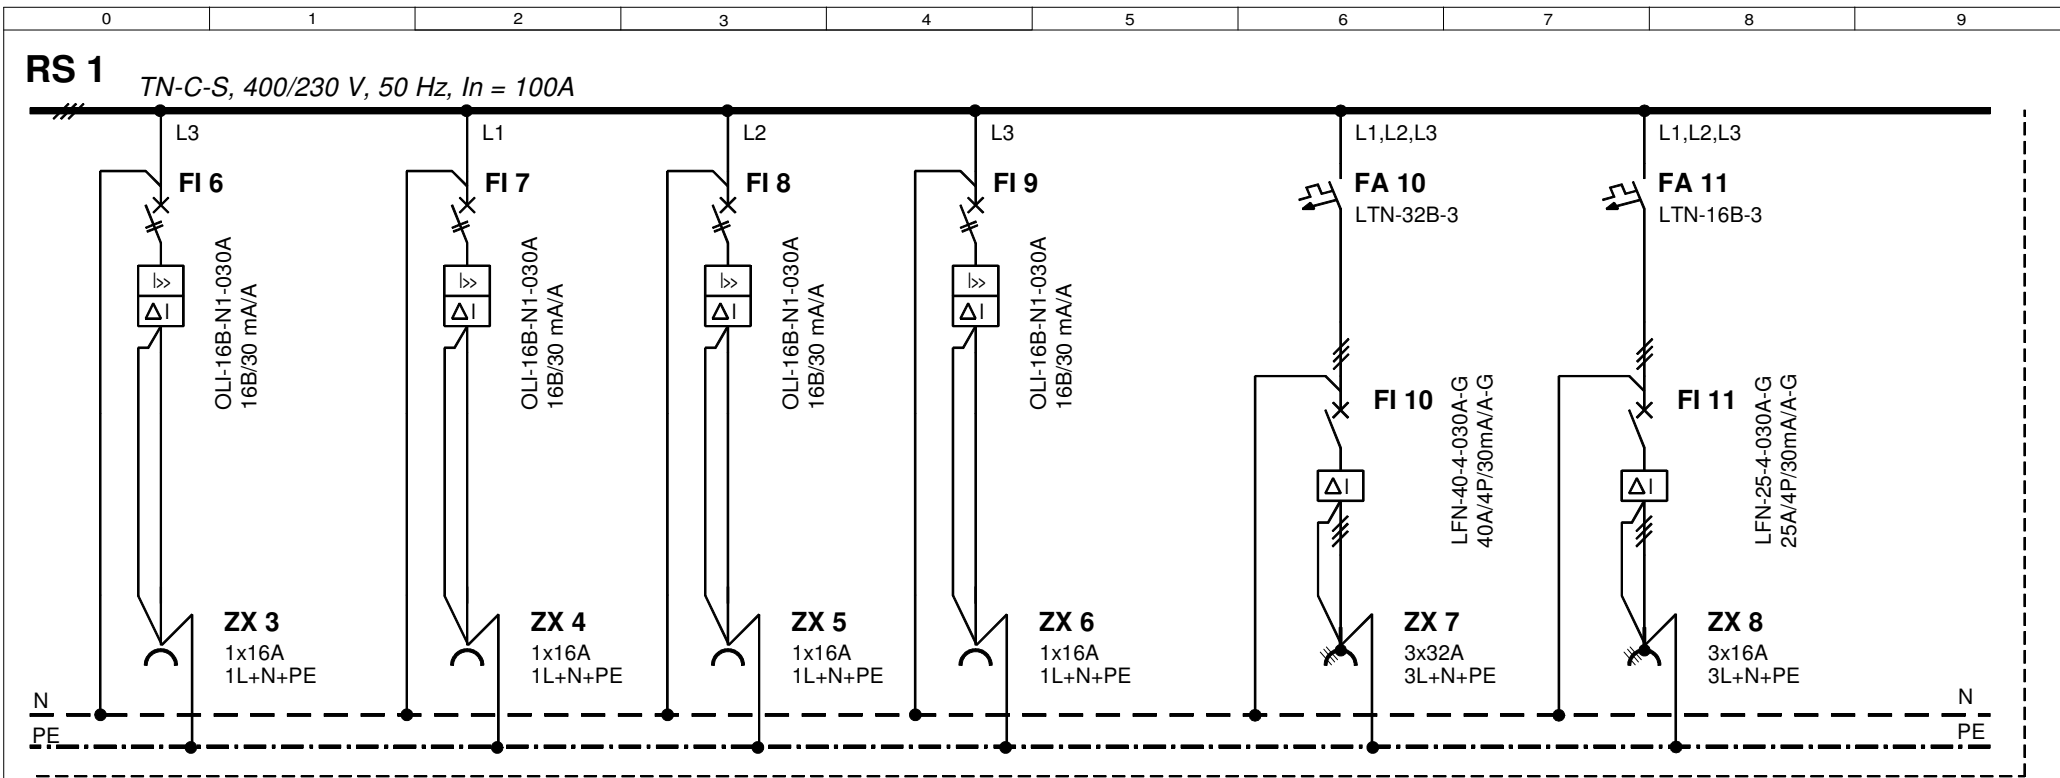 0 1 2 3 4 5 6 7 8 9
RS 1
TN-C-S, 400/230 V, 50 Hz, In = 100A
L3
FI 6
I>>
ΔI
OLI-16B-N1-030A
16B/30 mA/A
ZX 3
1x16A
1L+N+PE
L1
FI 7
I>>
ΔI
OLI-16B-N1-030A
16B/30 mA/A
ZX 4
1x16A
1L+N+PE
L2
FI 8
I>>
ΔI
OLI-16B-N1-030A
16B/30 mA/A
ZX 5
1x16A
1L+N+PE
L3
FI 9
I>>
ΔI
OLI-16B-N1-030A
16B/30 mA/A
ZX 6
1x16A
1L+N+PE
L1,L2,L3
FA 10
LTN-32B-3
FI 10
ΔI
LFN-40-4-030A-G
40A/4P/30mA/A-G
ZX 7
3x32A
3L+N+PE
L1,L2,L3
FA 11
LTN-16B-3
FI 11
ΔI
LFN-25-4-030A-G
25A/4P/30mA/A-G
ZX 8
3x16A
3L+N+PE
N
PE
N
PE